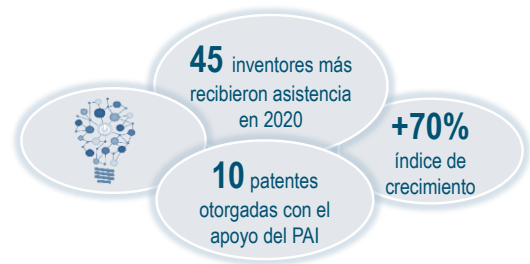 45 inventores más
recibieron asistencia
en 2020
+70%
índice de
crecimiento
10 patentes
otorgadas con el
apoyo del PAI